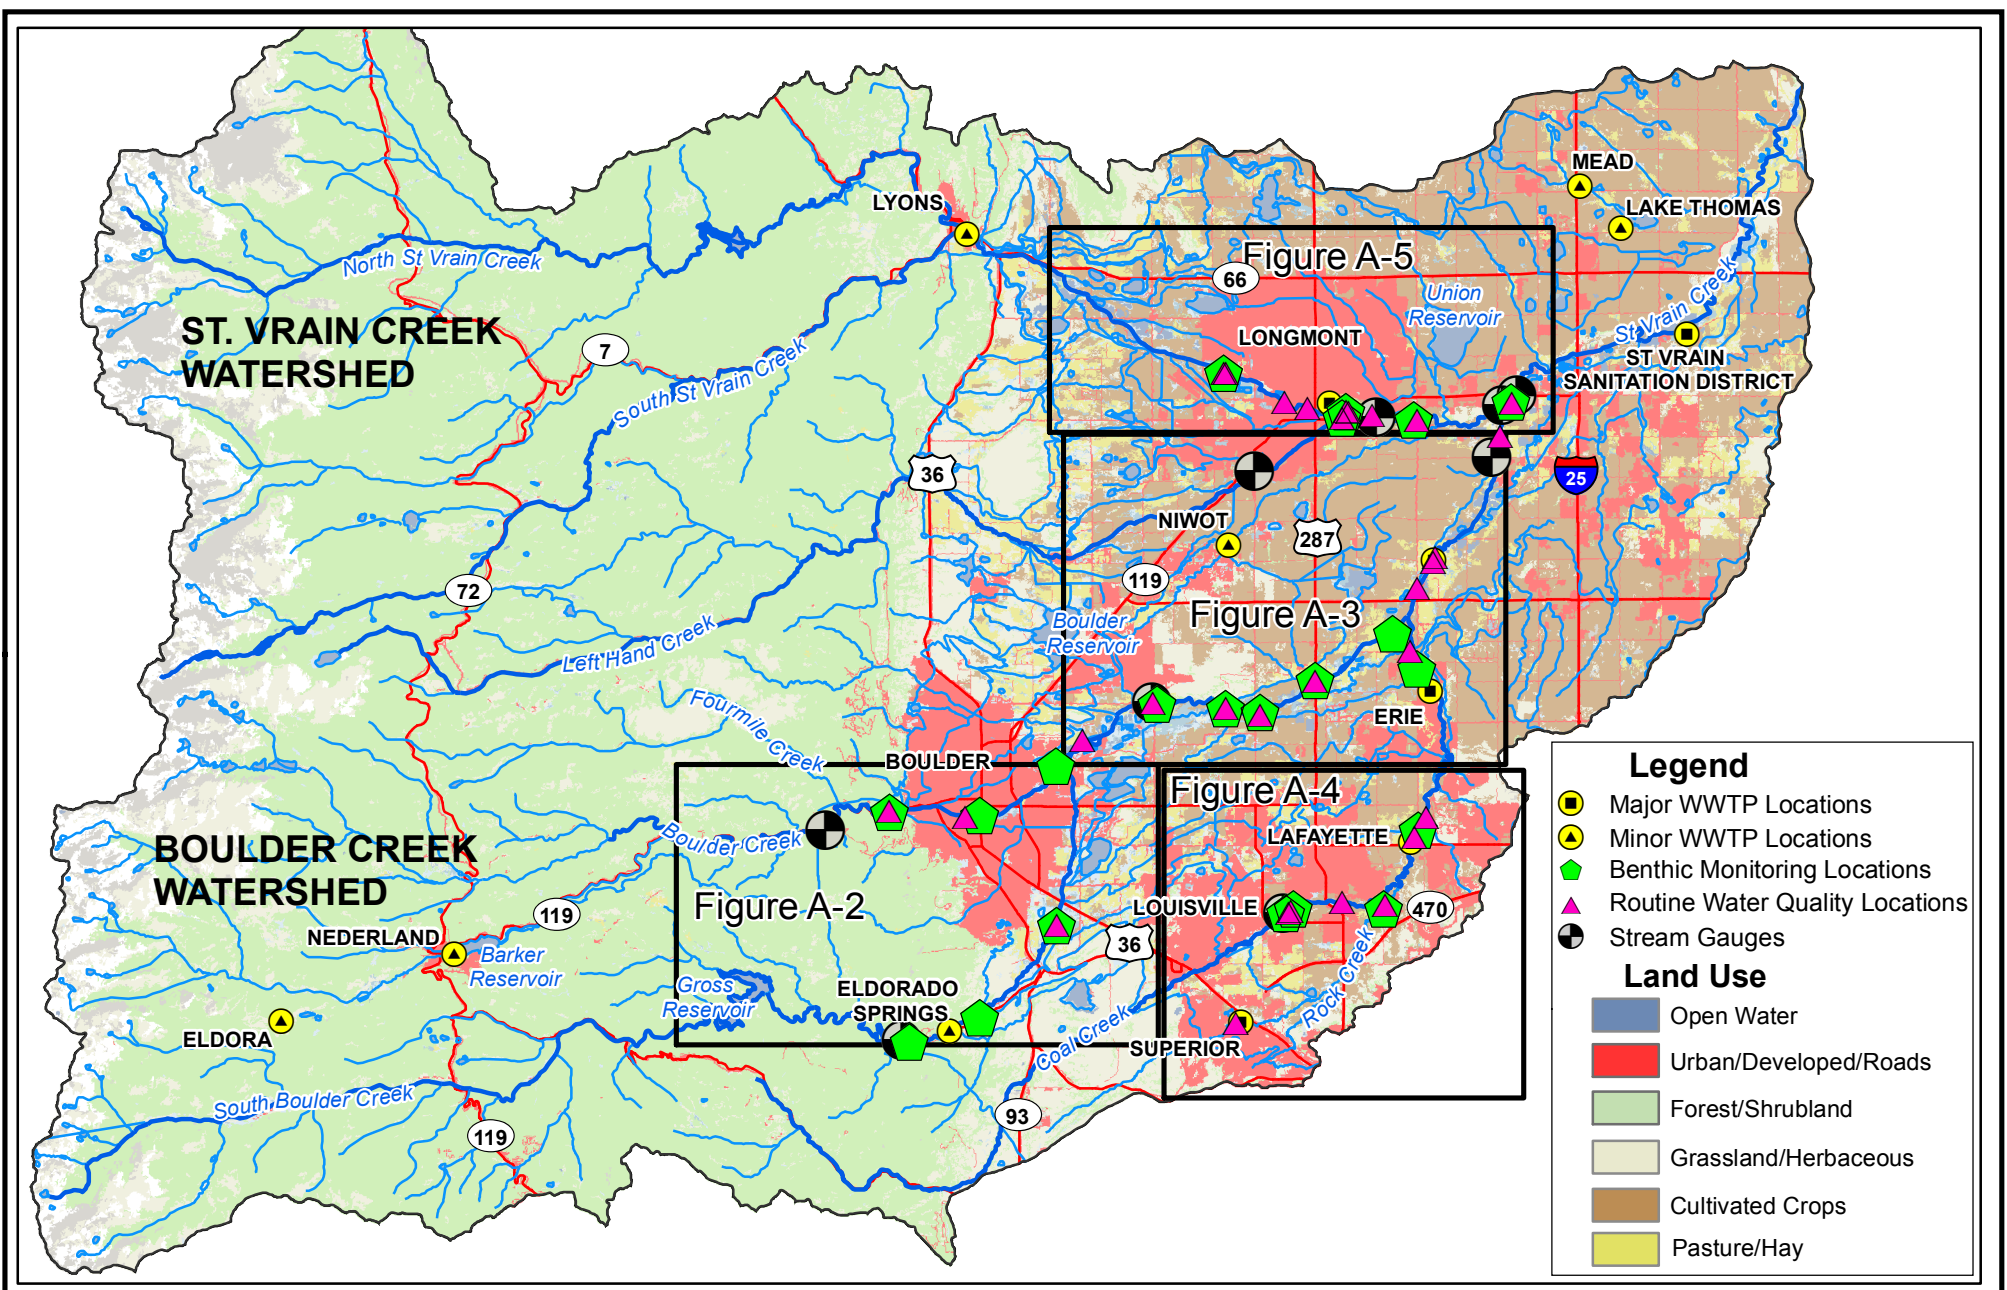 MEAD
LAKE THOMAS
LYONS
North St Vrain Creek
Figure A-5
66
Union
Reservoir
St Vrain Creek
ST. VRAIN CREEK
WATERSHED
7
South St Vrain Creek
LONGMONT
ST VRAIN
SANITATION DISTRICT
36
25
NIWOT
287
119
72
Figure A-3
Boulder
Reservoir
Left Hand Creek
Fourmile Creek
ERIE
BOULDER
Figure A-4
BOULDER CREEK
WATERSHED
Boulder Creek
LAFAYETTE
Figure A-2
119
LOUISVILLE
470
NEDERLAND
Barker
Reservoir
36
Gross
Reservoir
ELDORADO
SPRINGS
Rock Creek
ELDORA
Coal Creek
SUPERIOR
South Boulder Creek
93
119
Legend
Major WWTP Locations
Minor WWTP Locations
Benthic Monitoring Locations
Routine Water Quality Locations
Stream Gauges
Land Use
Open Water
Urban/Developed/Roads
Forest/Shrubland
Grassland/Herbaceous
Cultivated Crops
Pasture/Hay